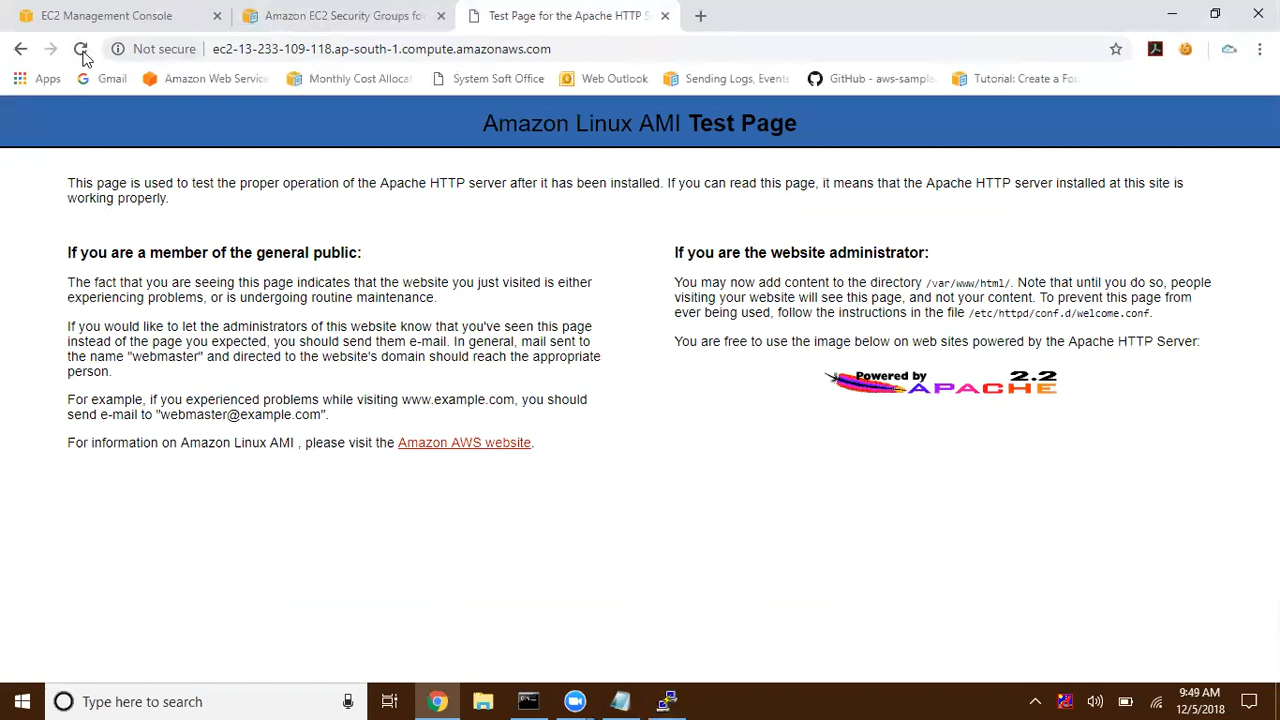 EC2 Management Console
Amazon EC2 Security Groups for
Test Page for the Apache HTTP S
Not secure
ec2-13-233-109-118.ap-south-1.compute.amazonaws.com
Apps
Gmail
Amazon Web Service
Monthly Cost Allocat
System Soft Office
Web Outlook
Sending Logs, Events
GitHub - aws-sample
Tutorial: Create a Fou
Amazon Linux AMI Test Page
This page is used to test the proper operation of the Apache HTTP server after it has been installed. If you can read this page, it means that the Apache HTTP server installed at this site is
working properly.
If you are a member of the general public:
The fact that you are seeing this page indicates that the website you just visited is either
experiencing problems, or is undergoing routine maintenance.
If you would like to let the administrators of this website know that you've seen this page
instead of the page you expected, you should send them e-mail. In general, mail sent to
the name "webmaster" and directed to the website's domain should reach the appropriate
person.
For example, if you experienced problems while visiting www.example.com, you should
send e-mail to "webmaster@example.com".
For information on Amazon Linux AMI , please visit the Amazon AWS website.
If you are the website administrator:
You may now add content to the directory /var/www/html/. Note that until you do so, people
visiting your website will see this page, and not your content. To prevent this page from
ever being used, follow the instructions in the file /etc/httpd/conf.d/welcome.conf.
You are free to use the image below on web sites powered by the Apache HTTP Server:
Powered by 2.2
APACHE
Type here to search
9:49 AM
12/5/2018